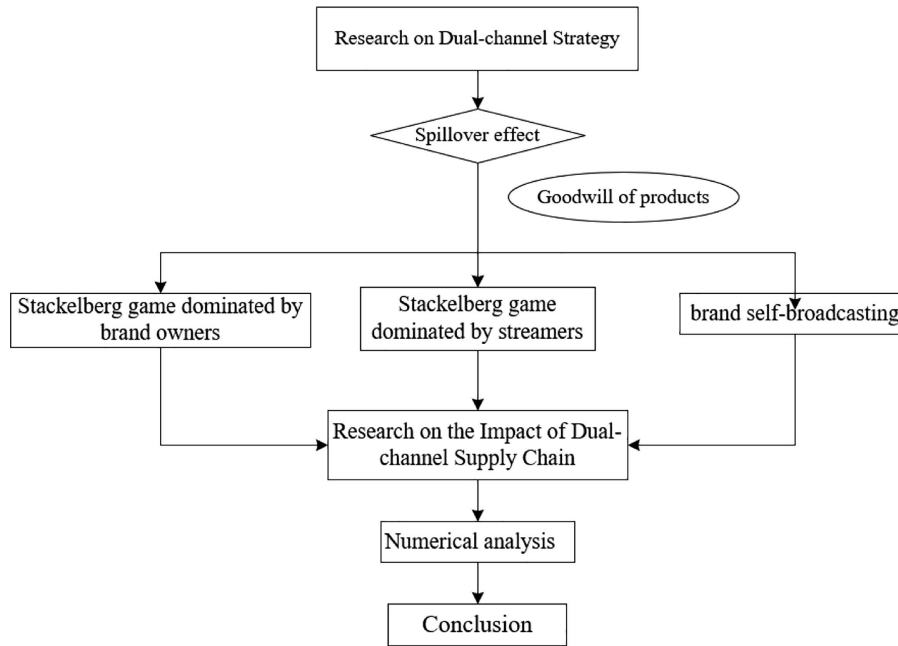 Research on Dual-channel Strategy
Spillover effect
Goodwill of products
Stackelberg game dominated by
brand owners
Stackelberg game
dominated by streamers
brand self-broadcasting
Research on the Impact of Dual-
channel Supply Chain
Numerical analysis
Conclusion